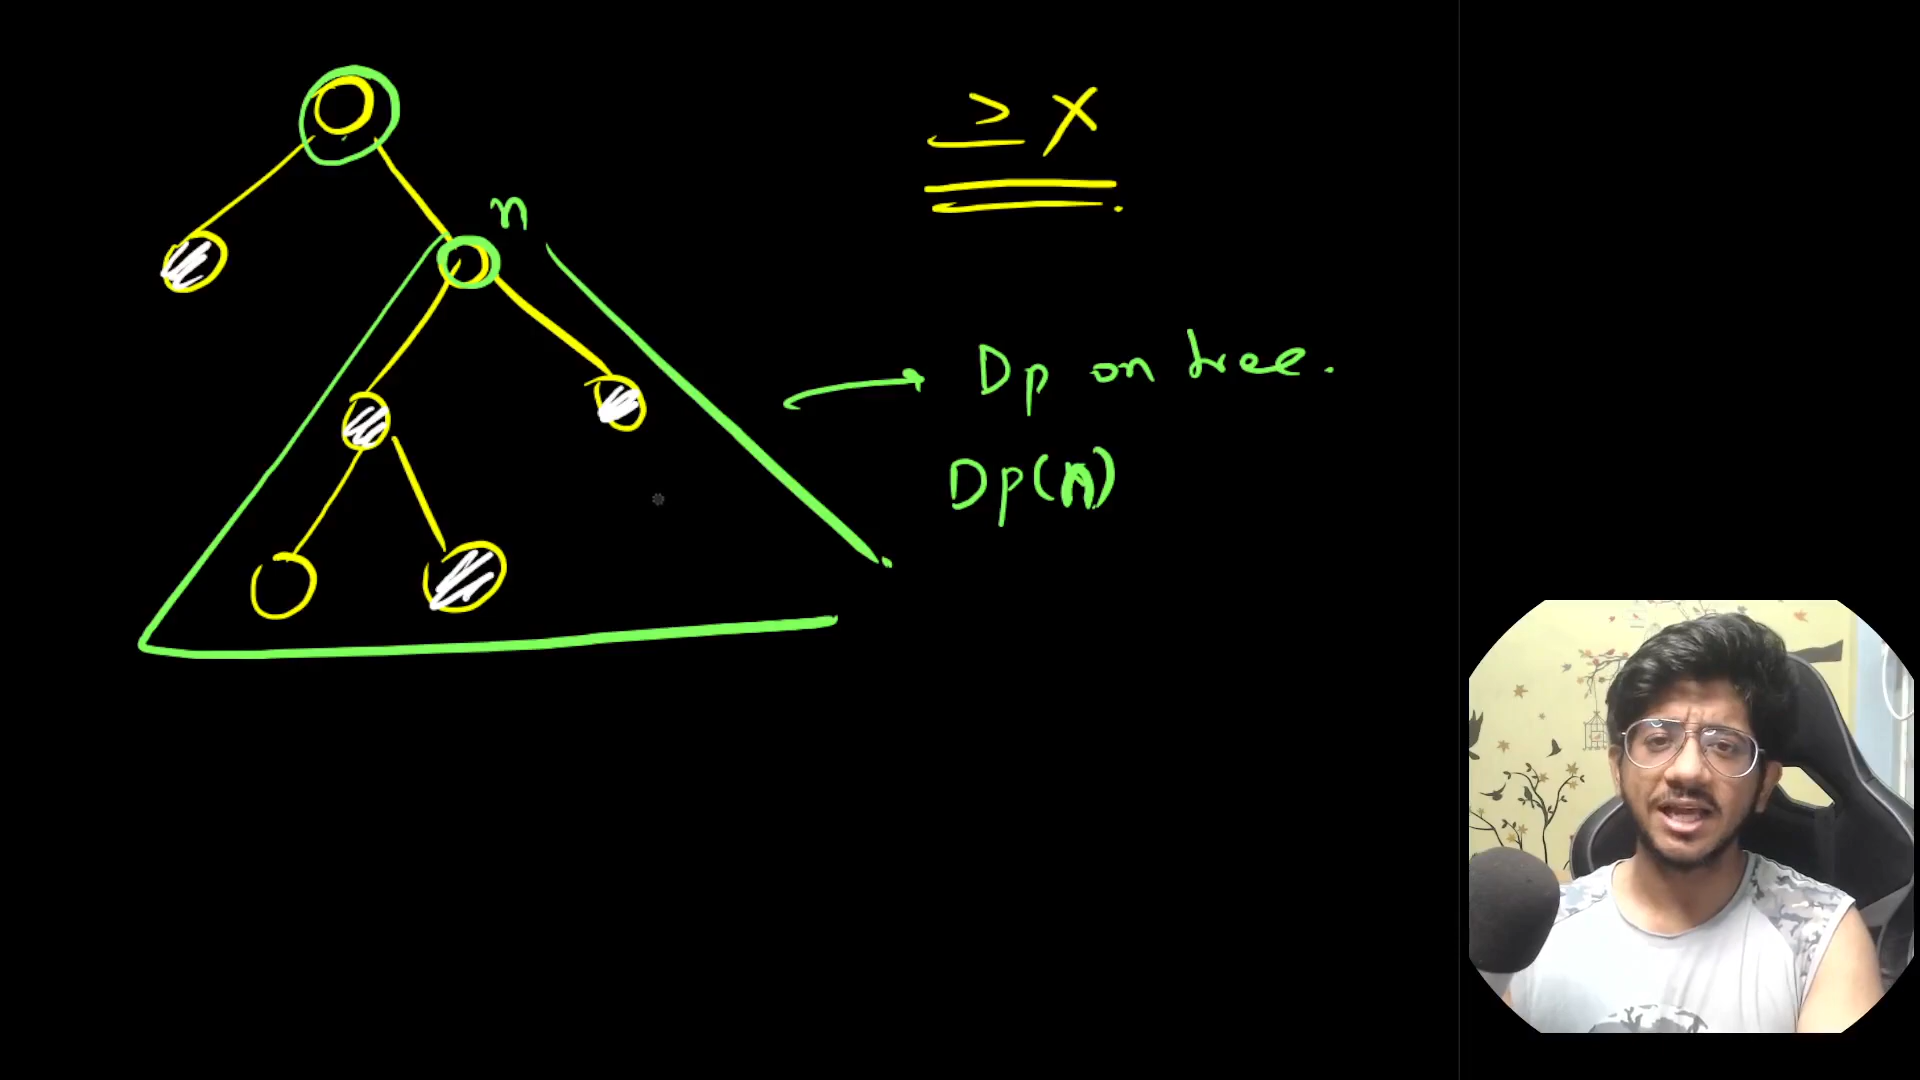 ≥ X
n
Dp on tree.
Dp(n)